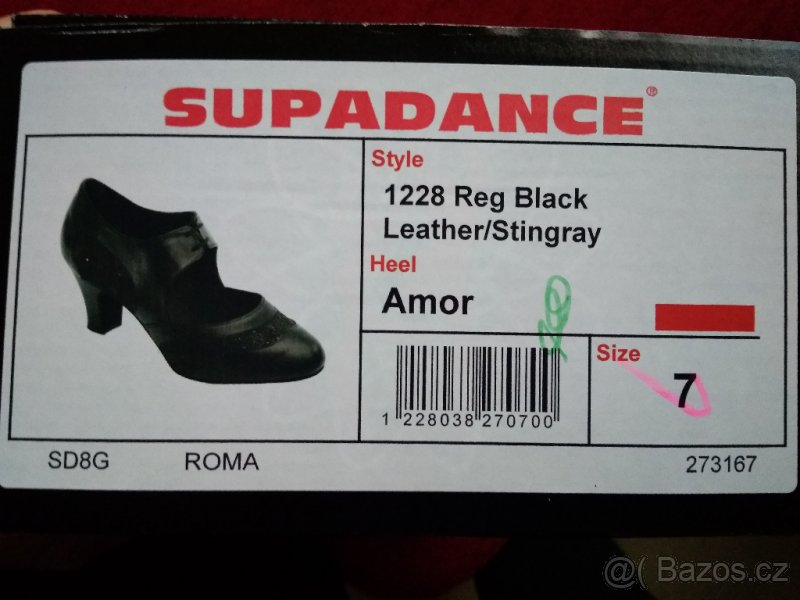 SUPADANCE®
Style
1228 Reg Black
Leather/Stingray
Heel
Amor
1 228038 270700
Size
7
SD8G ROMA 273167
@( Bazos.cz